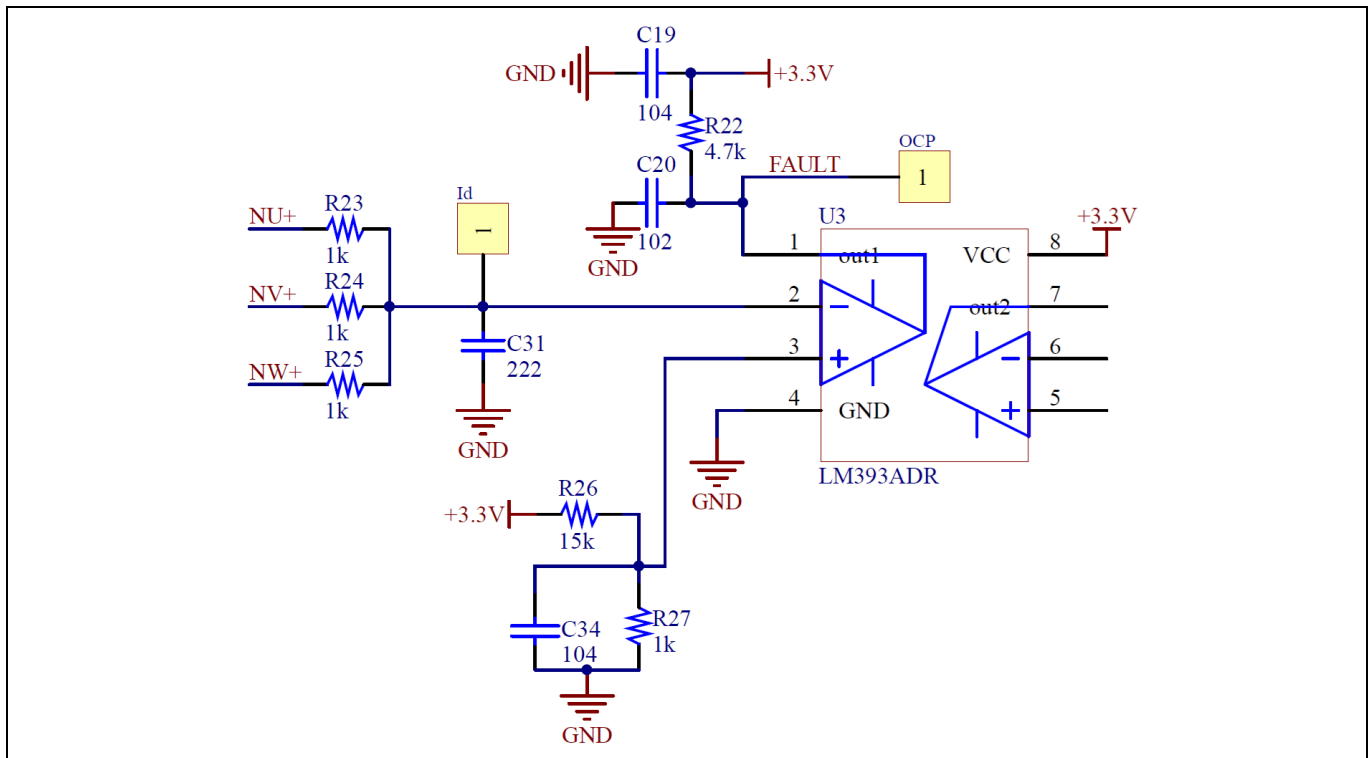 C19
GND
+3.3V
104
R22
4.7k
OCP
1
FAULT
C20
102
GND
Id
1
R23
NU+
1k
R24
NV+
1k
R25
NW+
1k
C31
222
GND
U3
+3.3V
1
out1
VCC
8
2
-
out2
7
3
+
-
6
4
GND
+
5
LM393ADR
GND
R26
+3.3V
15k
R27
1k
C34
104
GND